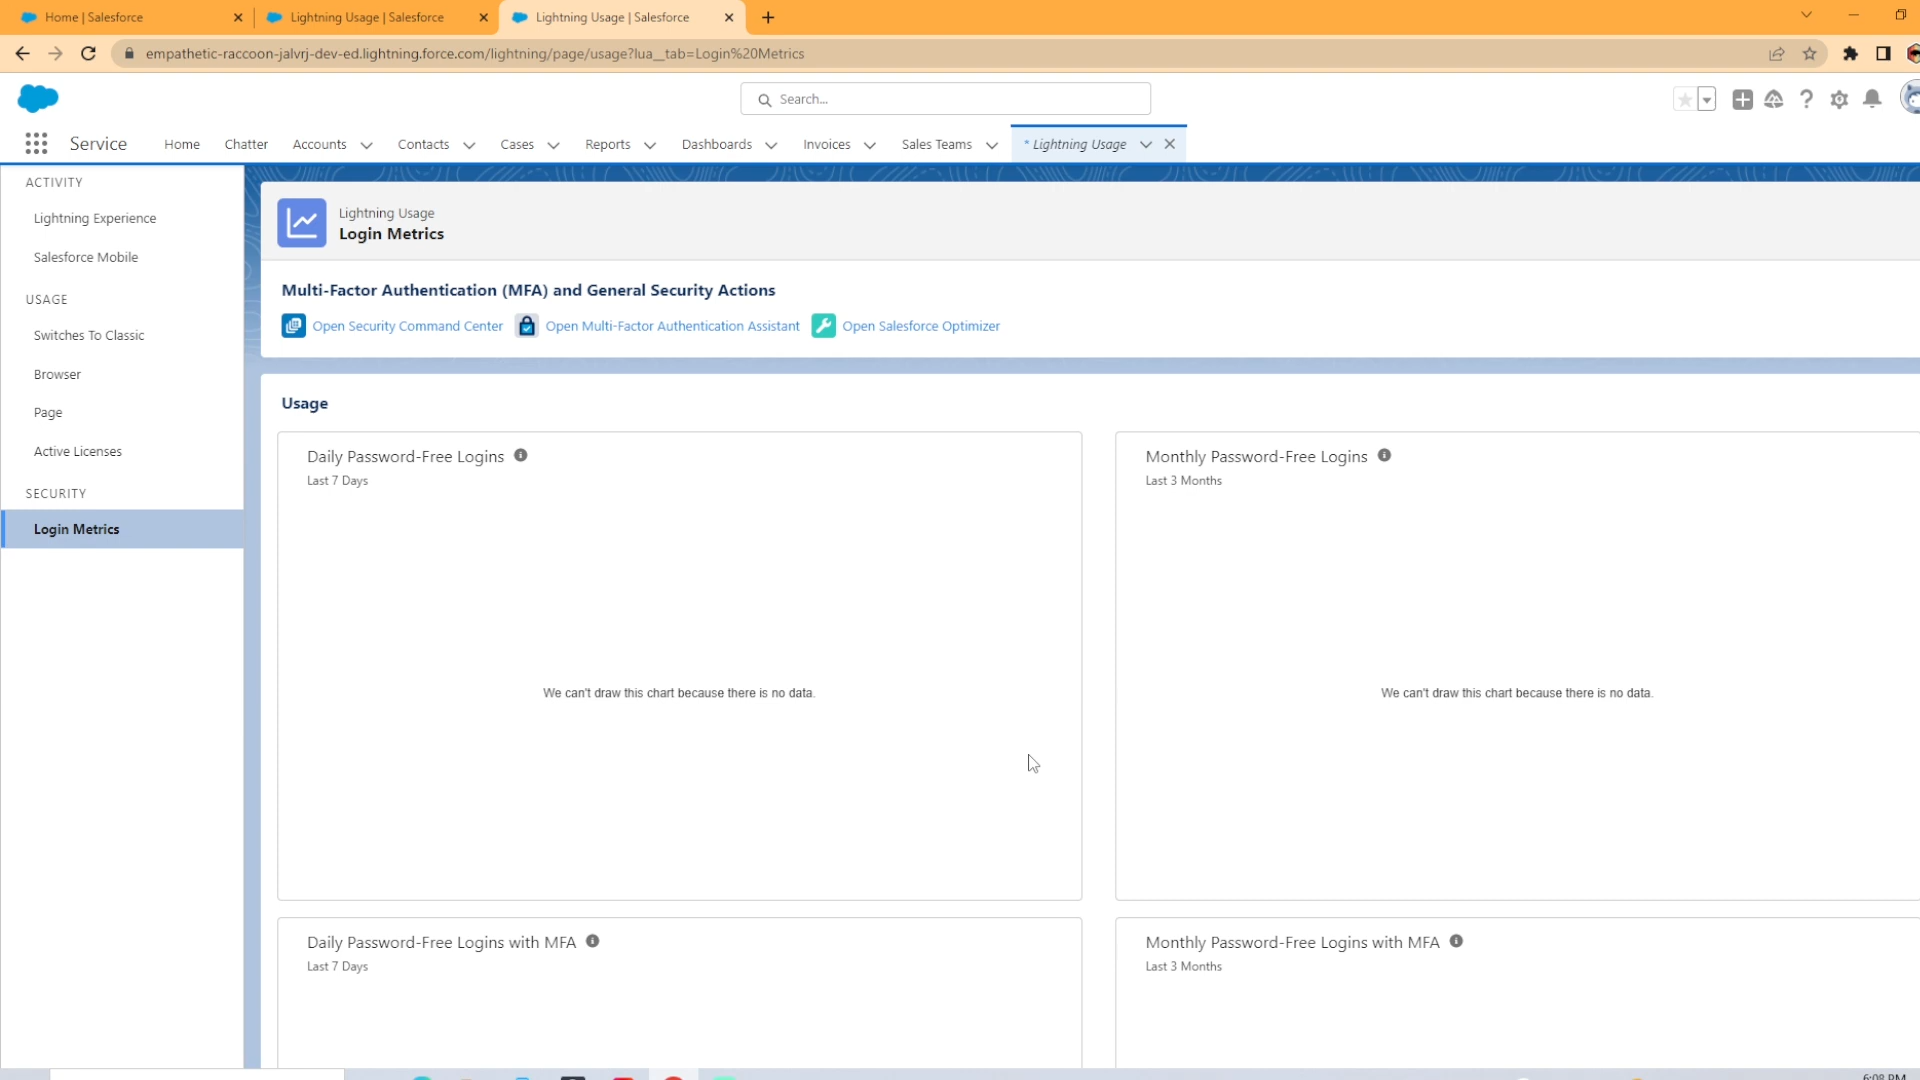 Home | Salesforce
Lightning Usage | Salesforce
Lightning Usage | Salesforce
empathetic-raccoon-jalvrj-dev-ed.lightning.force.com/lightning/page/usage?lua__tab=Login%20Metrics
Search...
Service
Home
Chatter
Accounts
Contacts
Cases
Reports
Dashboards
Invoices
Sales Teams
* Lightning Usage
ACTIVITY
Lightning Experience
Salesforce Mobile
USAGE
Switches To Classic
Browser
Page
Active Licenses
SECURITY
Login Metrics
Lightning Usage
Login Metrics
Multi-Factor Authentication (MFA) and General Security Actions
Open Security Command Center
Open Multi-Factor Authentication Assistant
Open Salesforce Optimizer
Usage
Daily Password-Free Logins
Last 7 Days
We can't draw this chart because there is no data.
Monthly Password-Free Logins
Last 3 Months
We can't draw this chart because there is no data.
Daily Password-Free Logins with MFA
Last 7 Days
Monthly Password-Free Logins with MFA
Last 3 Months
6:08 PM